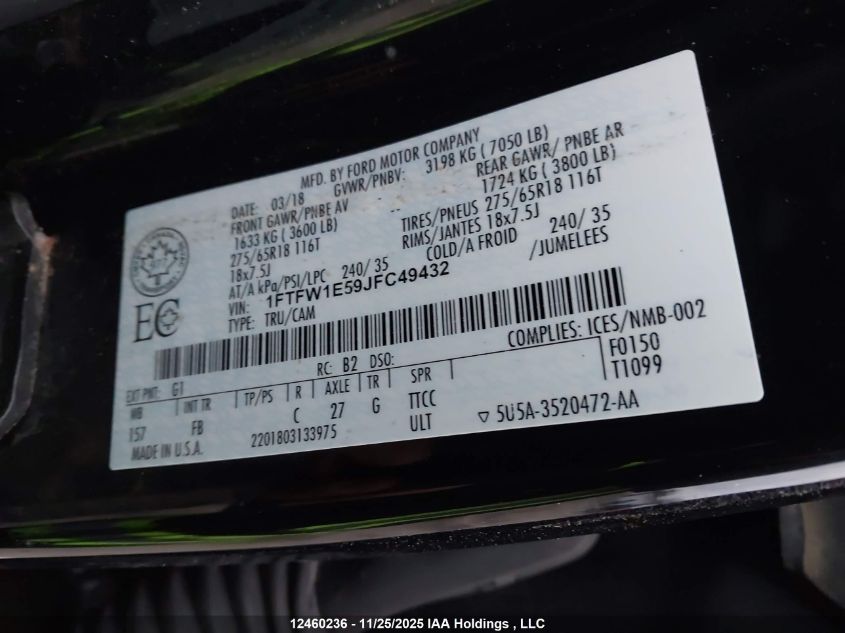 MFD. BY FORD MOTOR COMPANY
DATE: 03/18 GVWR/PNBV: 3198 KG ( 7050 LB)
FRONT GAWR/PNBE AV REAR GAWR/ PNBE AR
1633 KG ( 3600 LB) - - 1724 KG ( 3800 LB)
275/65R18 116T TIRES/PNEUS 275/65R18 116T
18x7.5J RIMS/JANTES 18x7.5J
AT/A kPa/PSI/LPC 240/ 35 COLD/A FROID 240/ 35
VIN: 1FTFW1E59JFC49432 /JUMELEES
TYPE: TRU/CAM
EC
COMPLIES: ICES/NMB-002
EXT PNT: G1 RC: B2 DSO: F0150
WB INT TR TP/PS R AXLE TR SPR T1099
157 FB C 27 G TTCC
MADE IN U.S.A. 2201803133975 ULT ▽ 5U5A-3520472-AA
12460236 - 11/25/2025 IAA Holdings , LLC